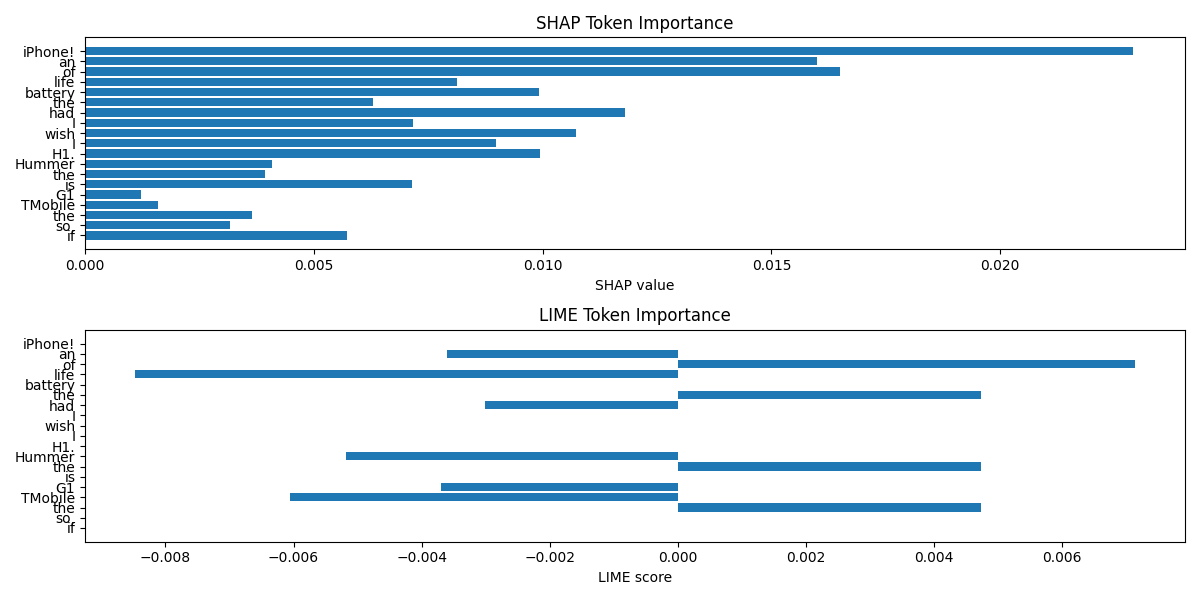 SHAP Token Importance
iPhone!
an
of
life
battery
the
had
I
wish
I
H1.
Hummer
the
is
G1
TMobile
the
so,
if
0.000 0.005 0.010 0.015 0.020
SHAP value
LIME Token Importance
iPhone!
an
of
life
battery
the
had
I
wish
I
H1.
Hummer
the
is
G1
TMobile
the
so,
if
−0.008 −0.006 −0.004 −0.002 0.000 0.002 0.004 0.006
LIME score